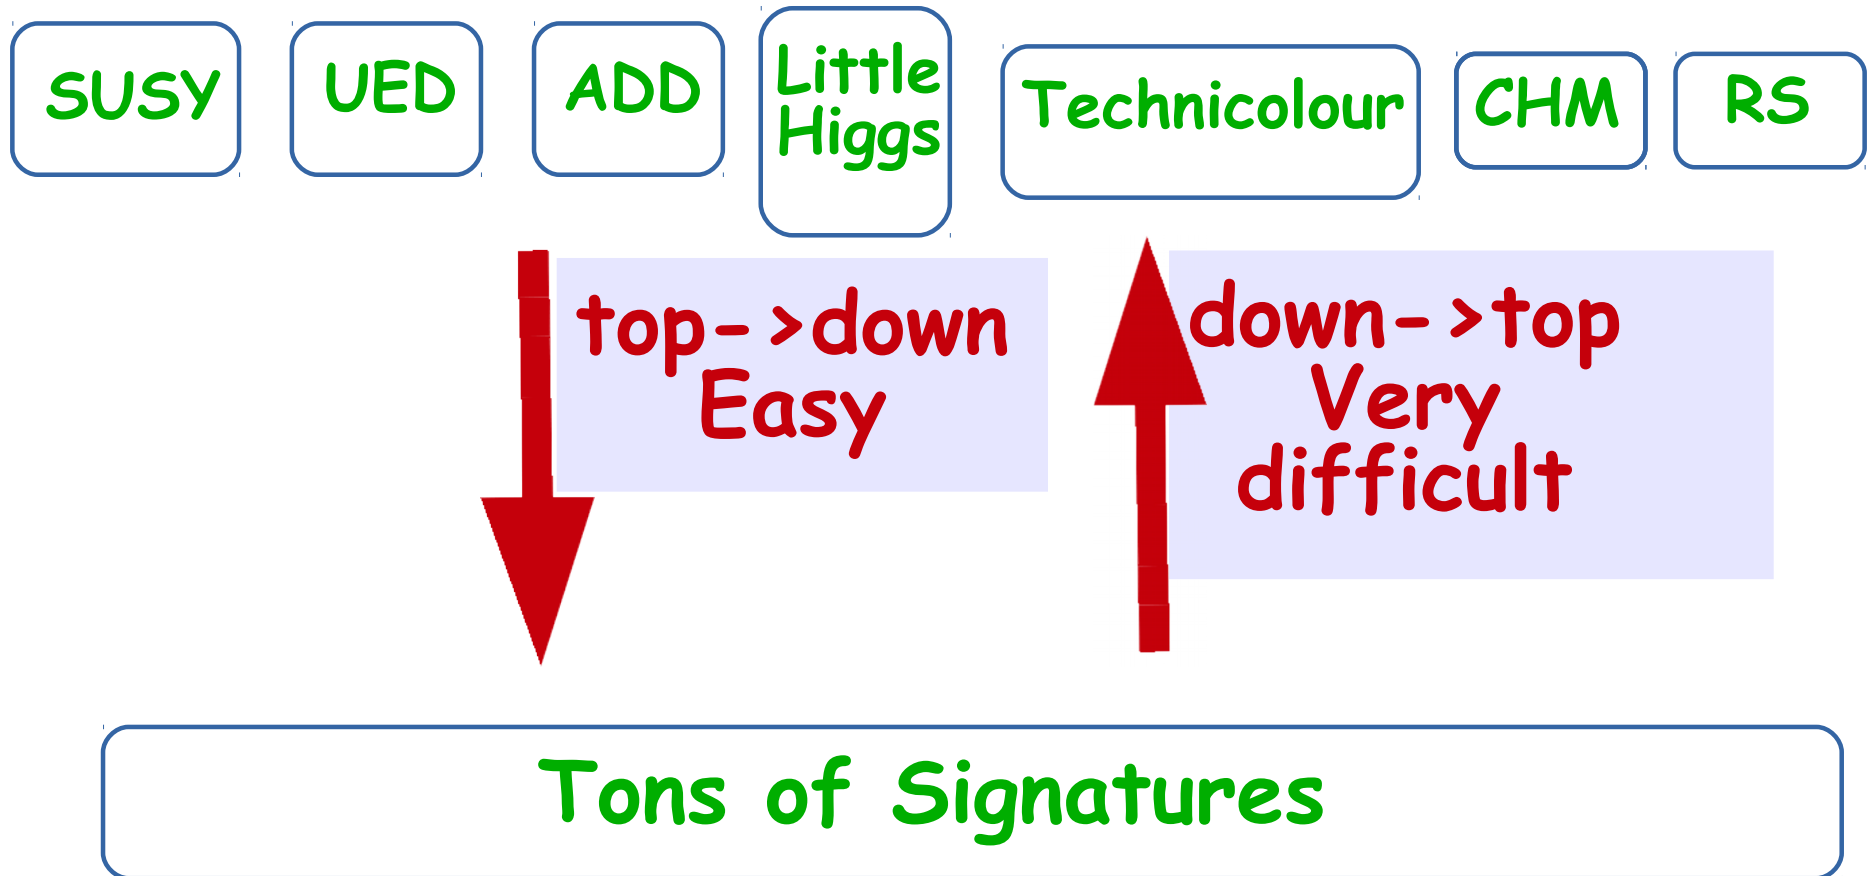 SUSY
UED
ADD
Little
Higgs
Technicolour
CHM
RS
top->down
Easy
down->top
Very
difficult
Tons of Signatures